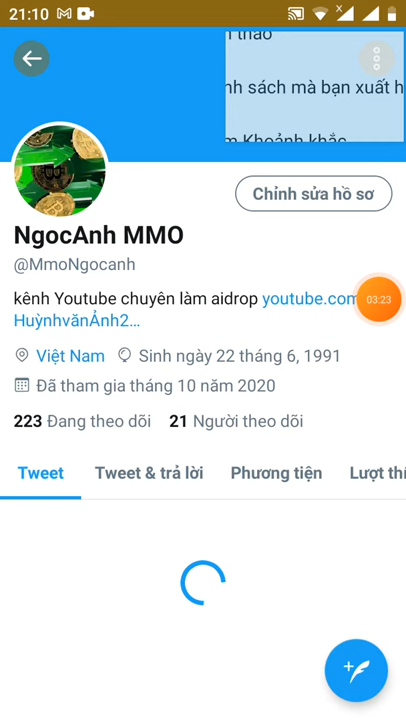 21:10
n thảo
nh sách mà bạn xuất h
m Khoảnh khắc
Chỉnh sửa hồ sơ
NgocAnh MMO
@MmoNgocanh
kênh Youtube chuyên làm aidrop youtube.com
03:23
HuỳnhvănẢnh2…
Việt Nam Sinh ngày 22 tháng 6, 1991
Đã tham gia tháng 10 năm 2020
223 Đang theo dõi 21 Người theo dõi
Tweet Tweet & trả lời Phương tiện Lượt thí